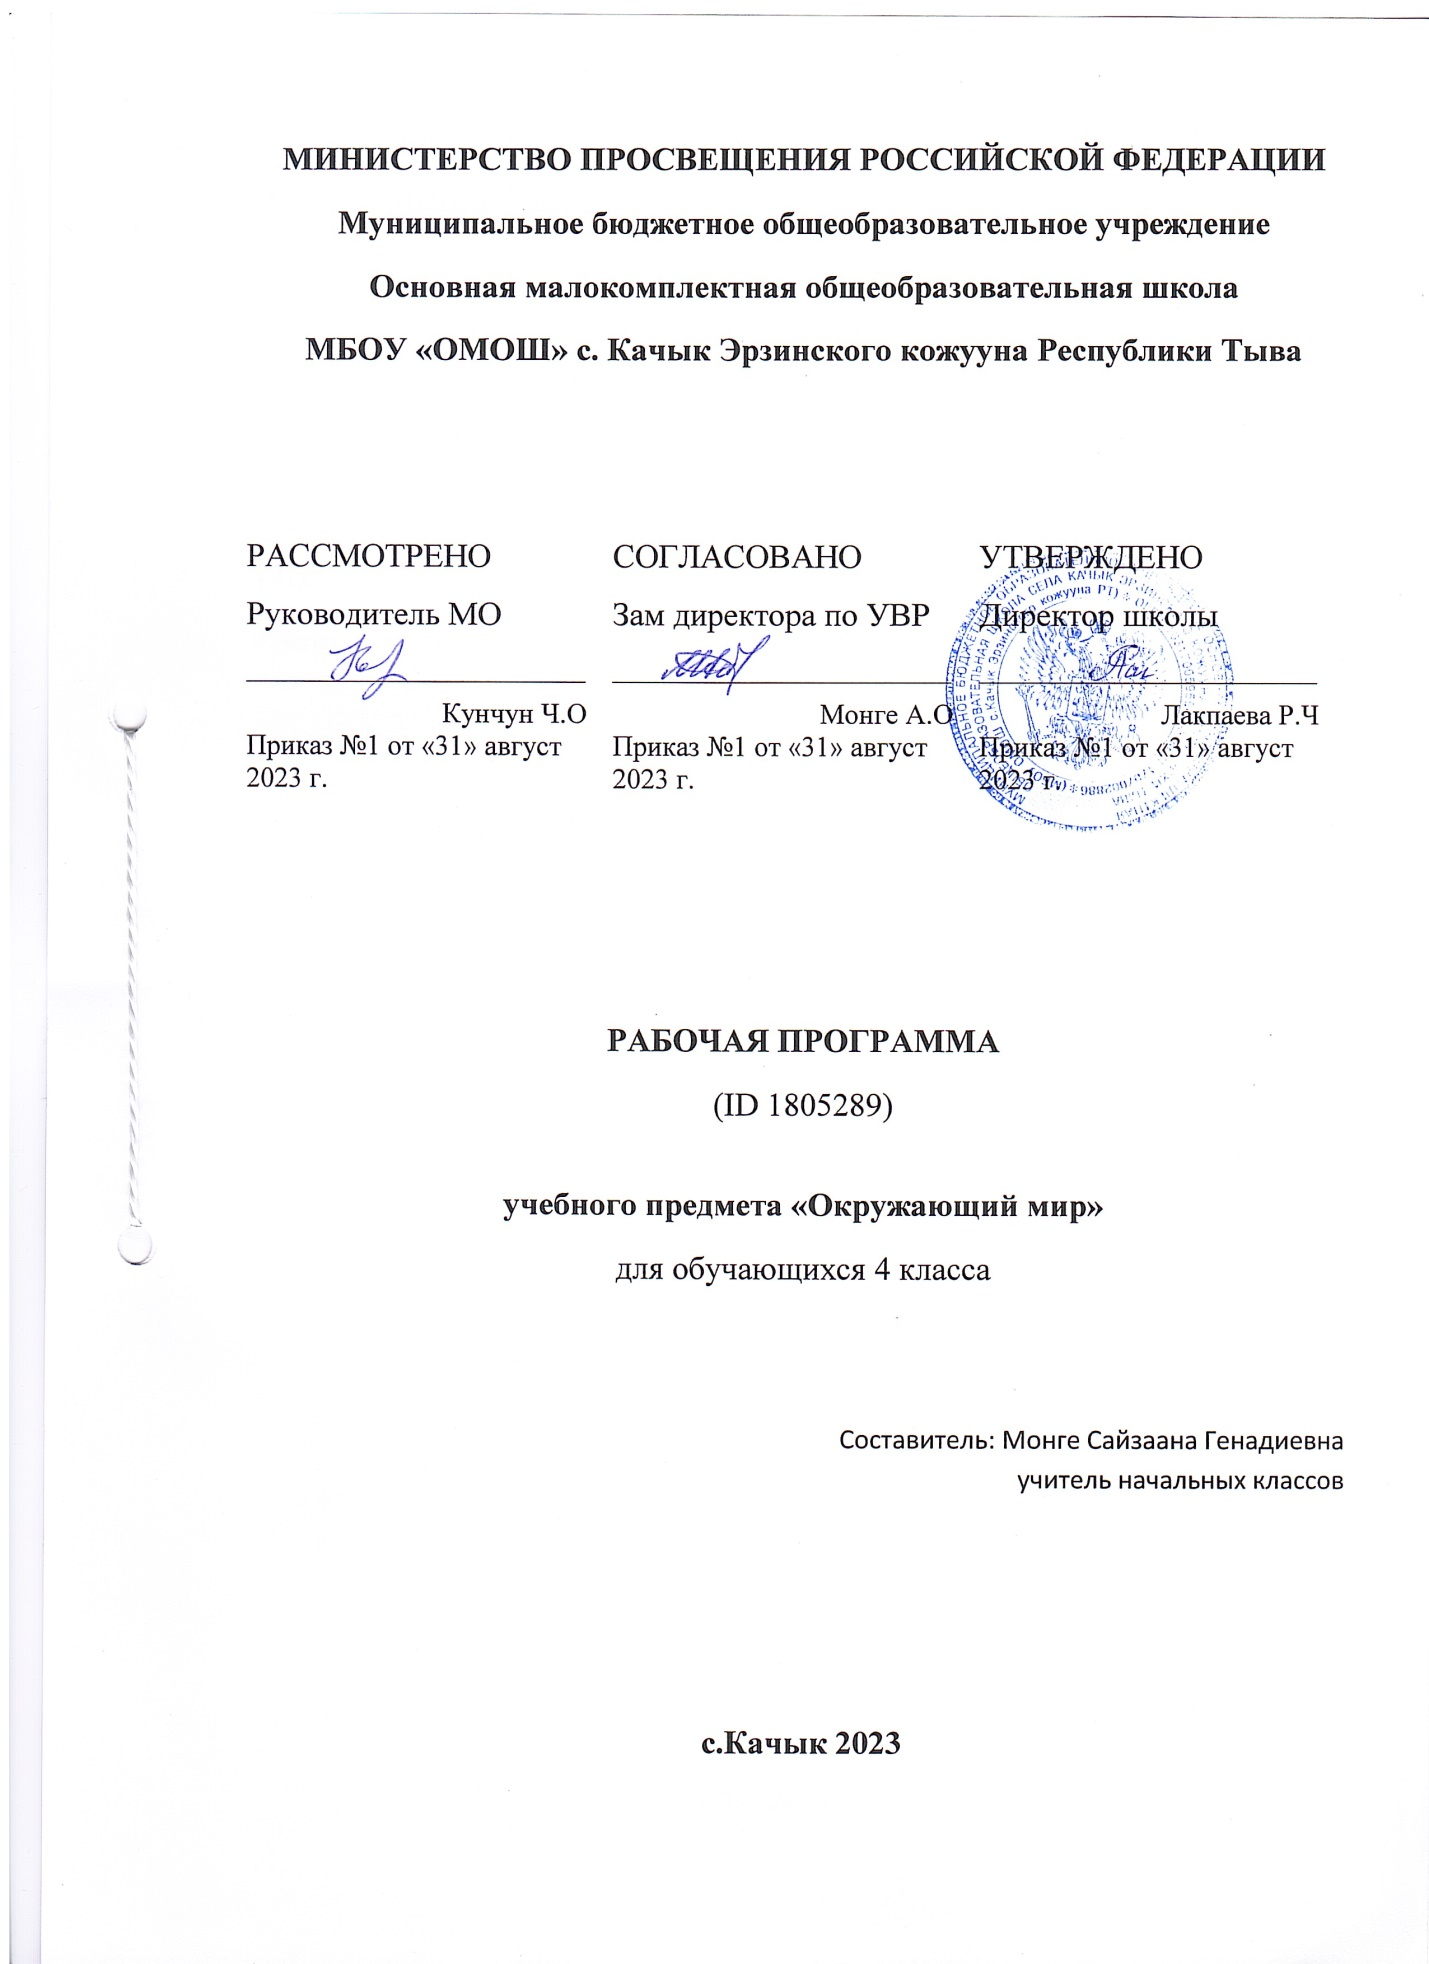 МИНИСТЕРСТВО ПРОСВЕЩЕНИЯ РОССИЙСКОЙ ФЕДЕРАЦИИ
Муниципальное бюджетное общеобразовательное учреждение
Основная малокомплектная общеобразовательная школа
МБОУ «ОМОШ» с. Качык Эрзинского кожууна Республики Тыва
РАССМОТРЕНО
Руководитель МО
Кунчун Ч.О
Приказ №1 от «31» август
2023 г.
СОГЛАСОВАНО
Зам директора по УВР
Монге А.О
Приказ №1 от «31» август
2023 г.
УТВЕРЖДЕНО
Директор школы
Лакпаева Р.Ч
Приказ №1 от «31» август
2023 г.
РАБОЧАЯ ПРОГРАММА
(ID 1805289)
учебного предмета «Окружающий мир»
для обучающихся 4 класса
Составитель: Монге Сайзаана Генадиевна
учитель начальных классов
с.Качык 2023